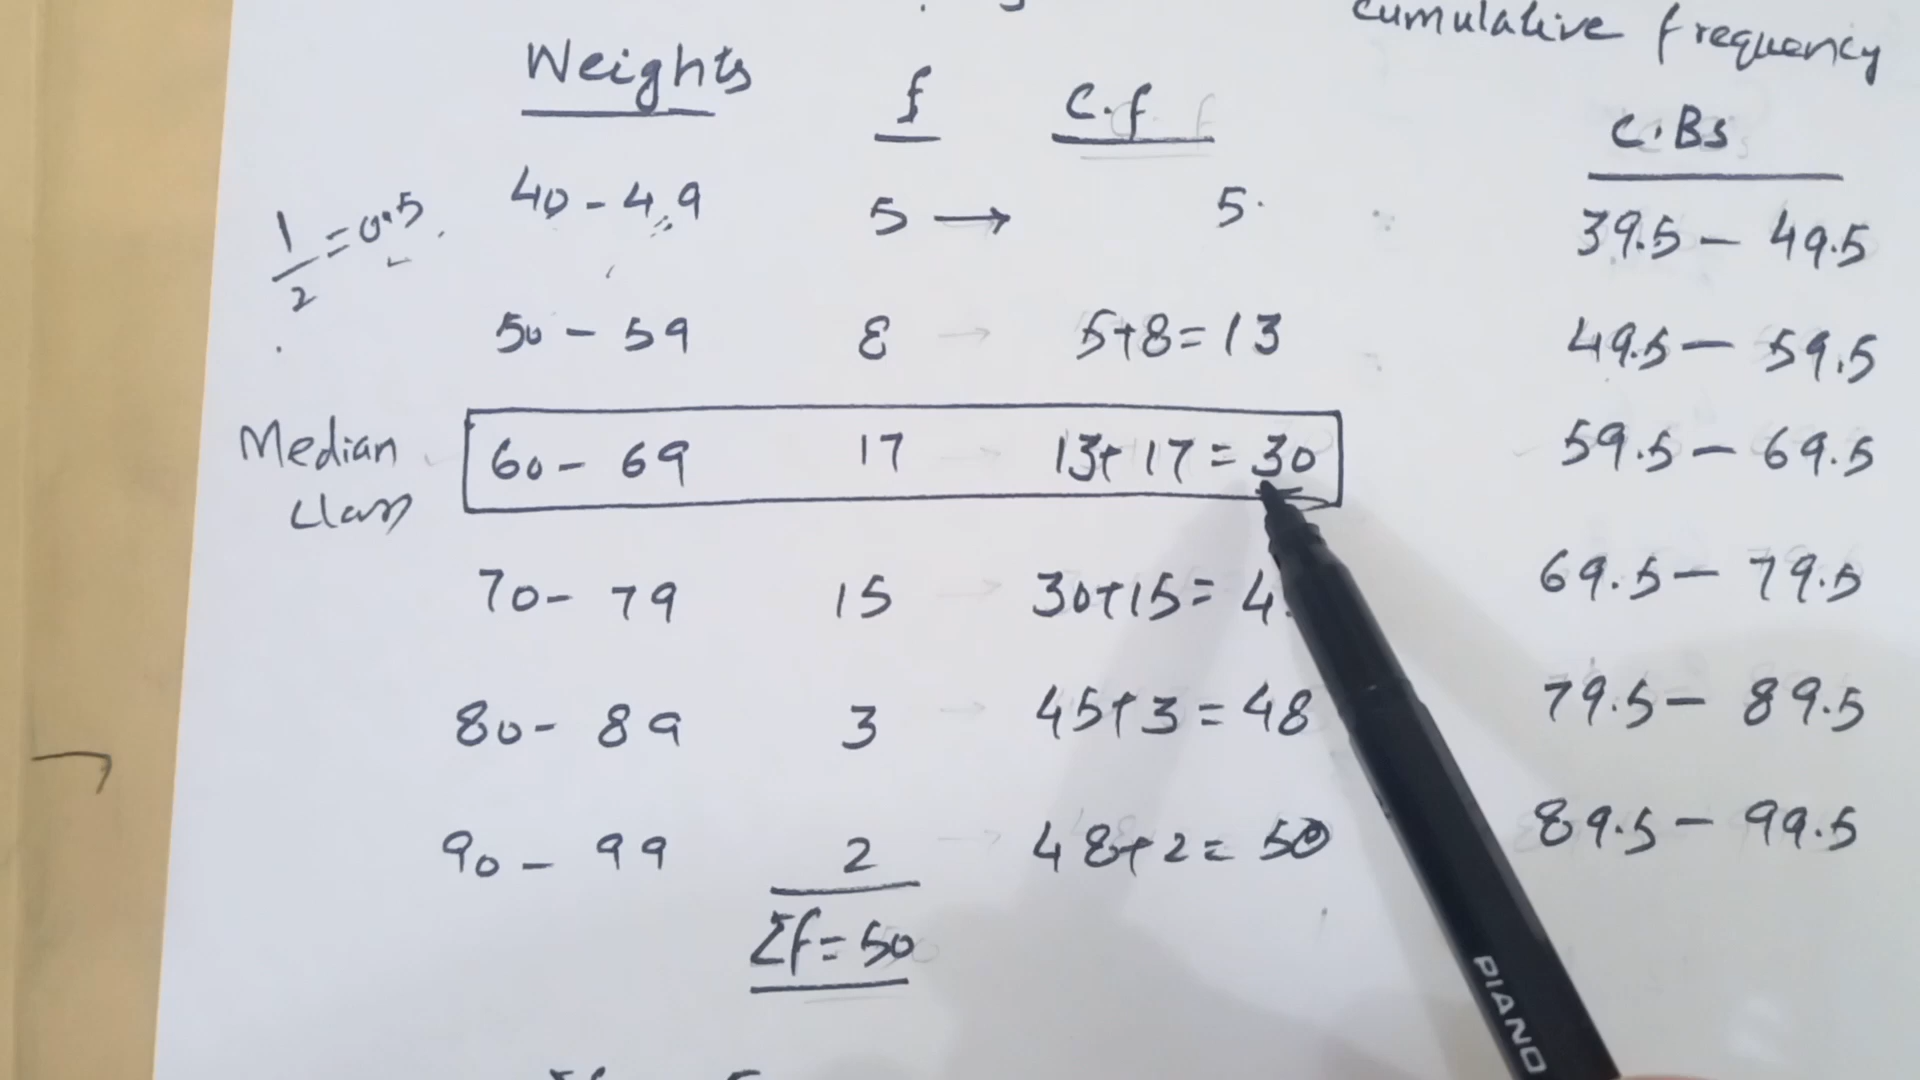 cumulative frequency
Weights f C.f C.Bs
1/2 = 0.5
40 - 49 5 → 5 39.5 - 49.5
50 - 59 8 → 5+8 = 13 49.5 - 59.5
Median class
60 - 69 17 → 13+17 = 30 59.5 - 69.5
70 - 79 15 → 30+15 = 4 69.5 - 79.5
80 - 89 3 → 45+3 = 48 79.5 - 89.5
90 - 99 2 → 48+2 = 50 89.5 - 99.5
Σf = 50
PIANO